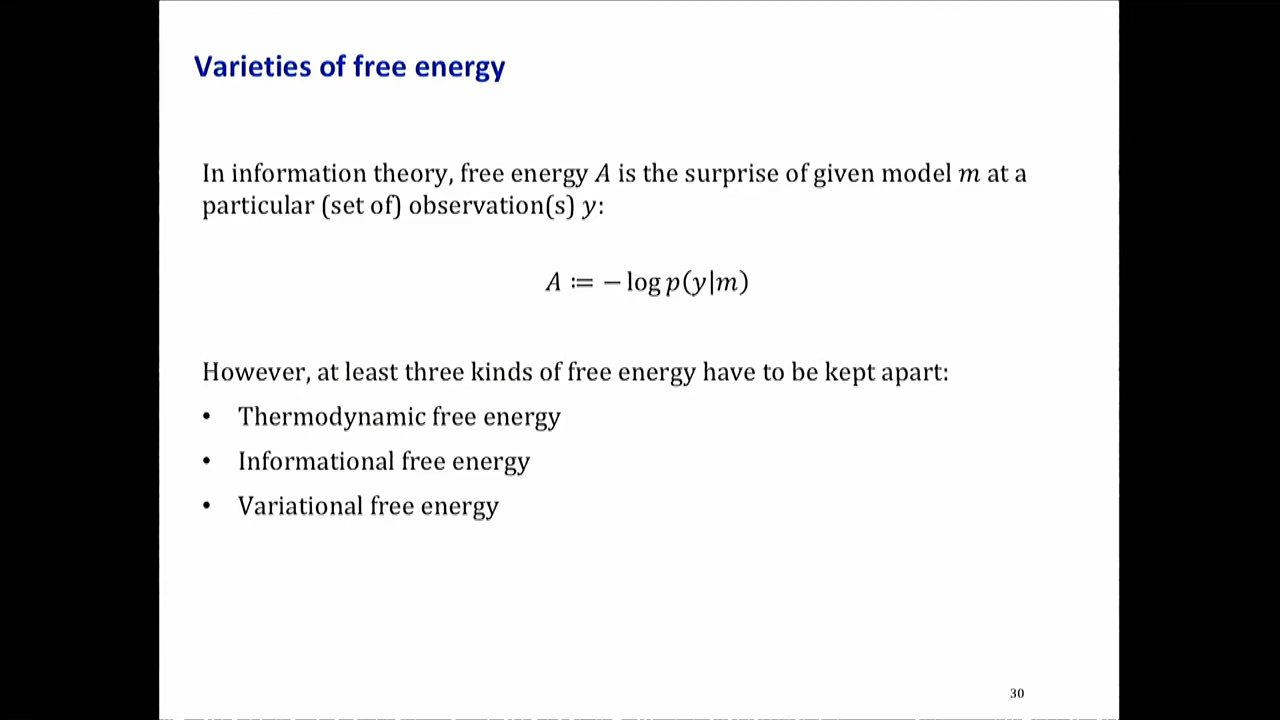 Varieties of free energy
In information theory, free energy A is the surprise of given model m at a
particular (set of) observation(s) y:
A ≔ − log p(y|m)
However, at least three kinds of free energy have to be kept apart:
• Thermodynamic free energy
• Informational free energy
• Variational free energy
30